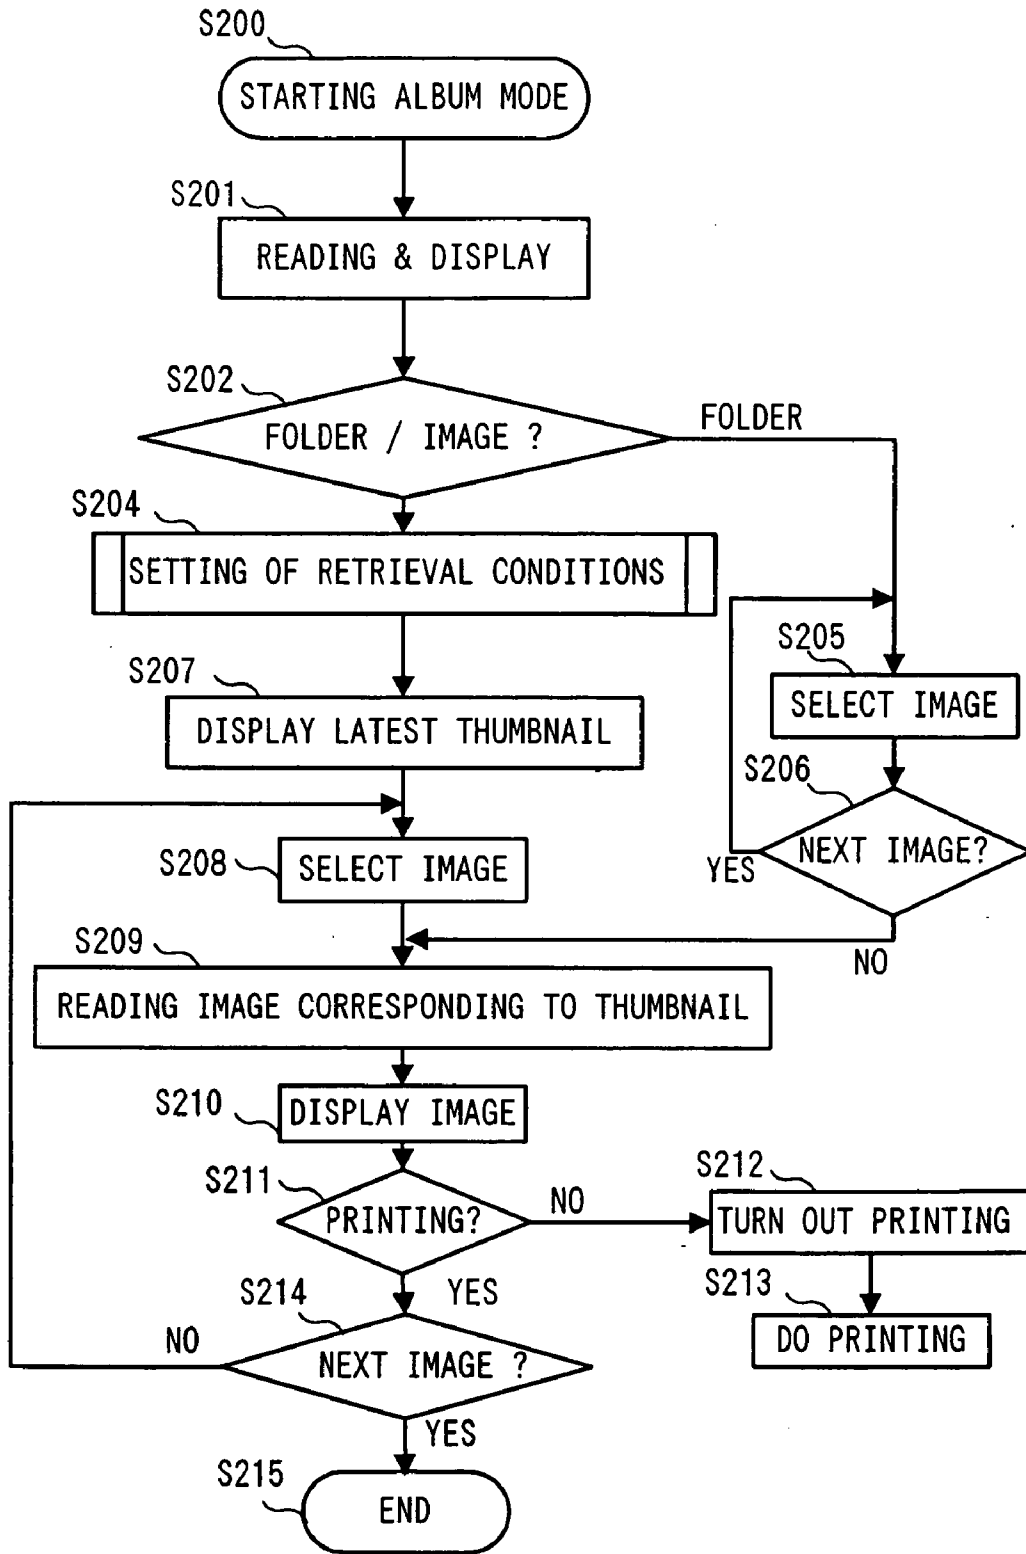 S200
STARTING ALBUM MODE
S201
READING & DISPLAY
S202
FOLDER / IMAGE ?
FOLDER
S204
SETTING OF RETRIEVAL CONDITIONS
S205
SELECT IMAGE
S207
DISPLAY LATEST THUMBNAIL
S206
NEXT IMAGE?
YES
NO
S208
SELECT IMAGE
S209
READING IMAGE CORRESPONDING TO THUMBNAIL
S210
DISPLAY IMAGE
S211
PRINTING?
NO
S212
TURN OUT PRINTING
YES
S213
DO PRINTING
S214
NO
NEXT IMAGE ?
YES
S215
END